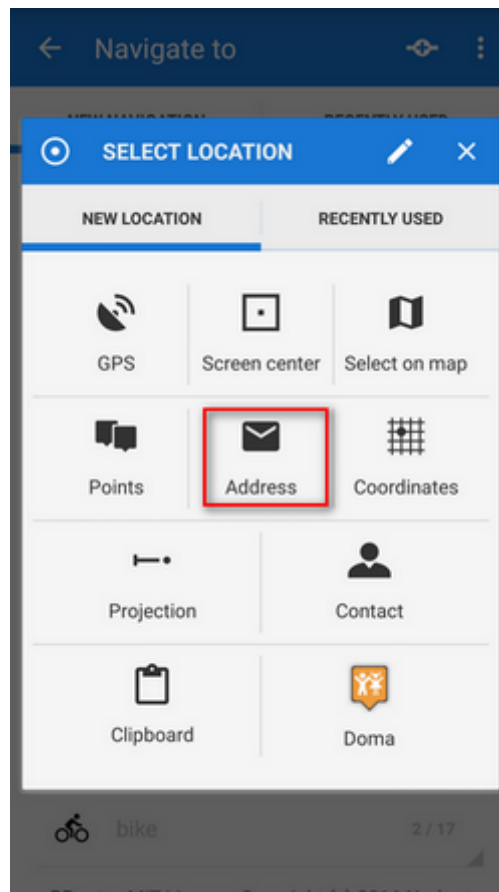 Navigate to
SELECT LOCATION
NEW LOCATION RECENTLY USED
GPS Screen center Select on map
Points Address Coordinates
Projection Contact
Clipboard Doma
bike 2 / 17